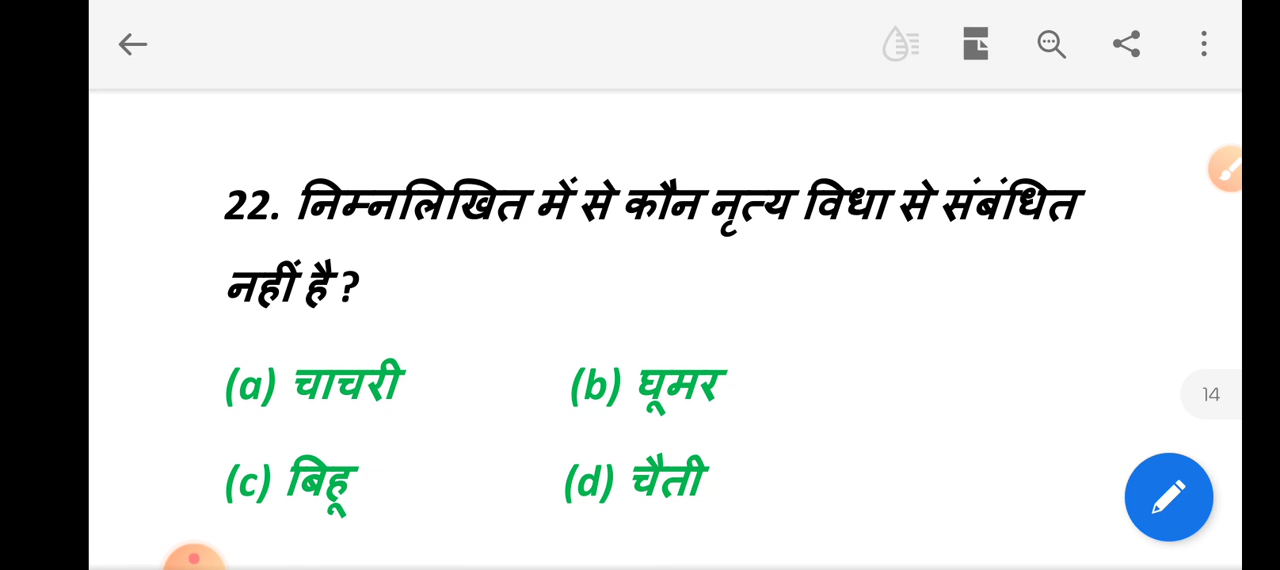 22. निम्नलिखित में से कौन नृत्य विधा से संबंधित
नहीं है ?
(a) चाचरी (b) घूमर
14
(c) बिहू (d) चैती